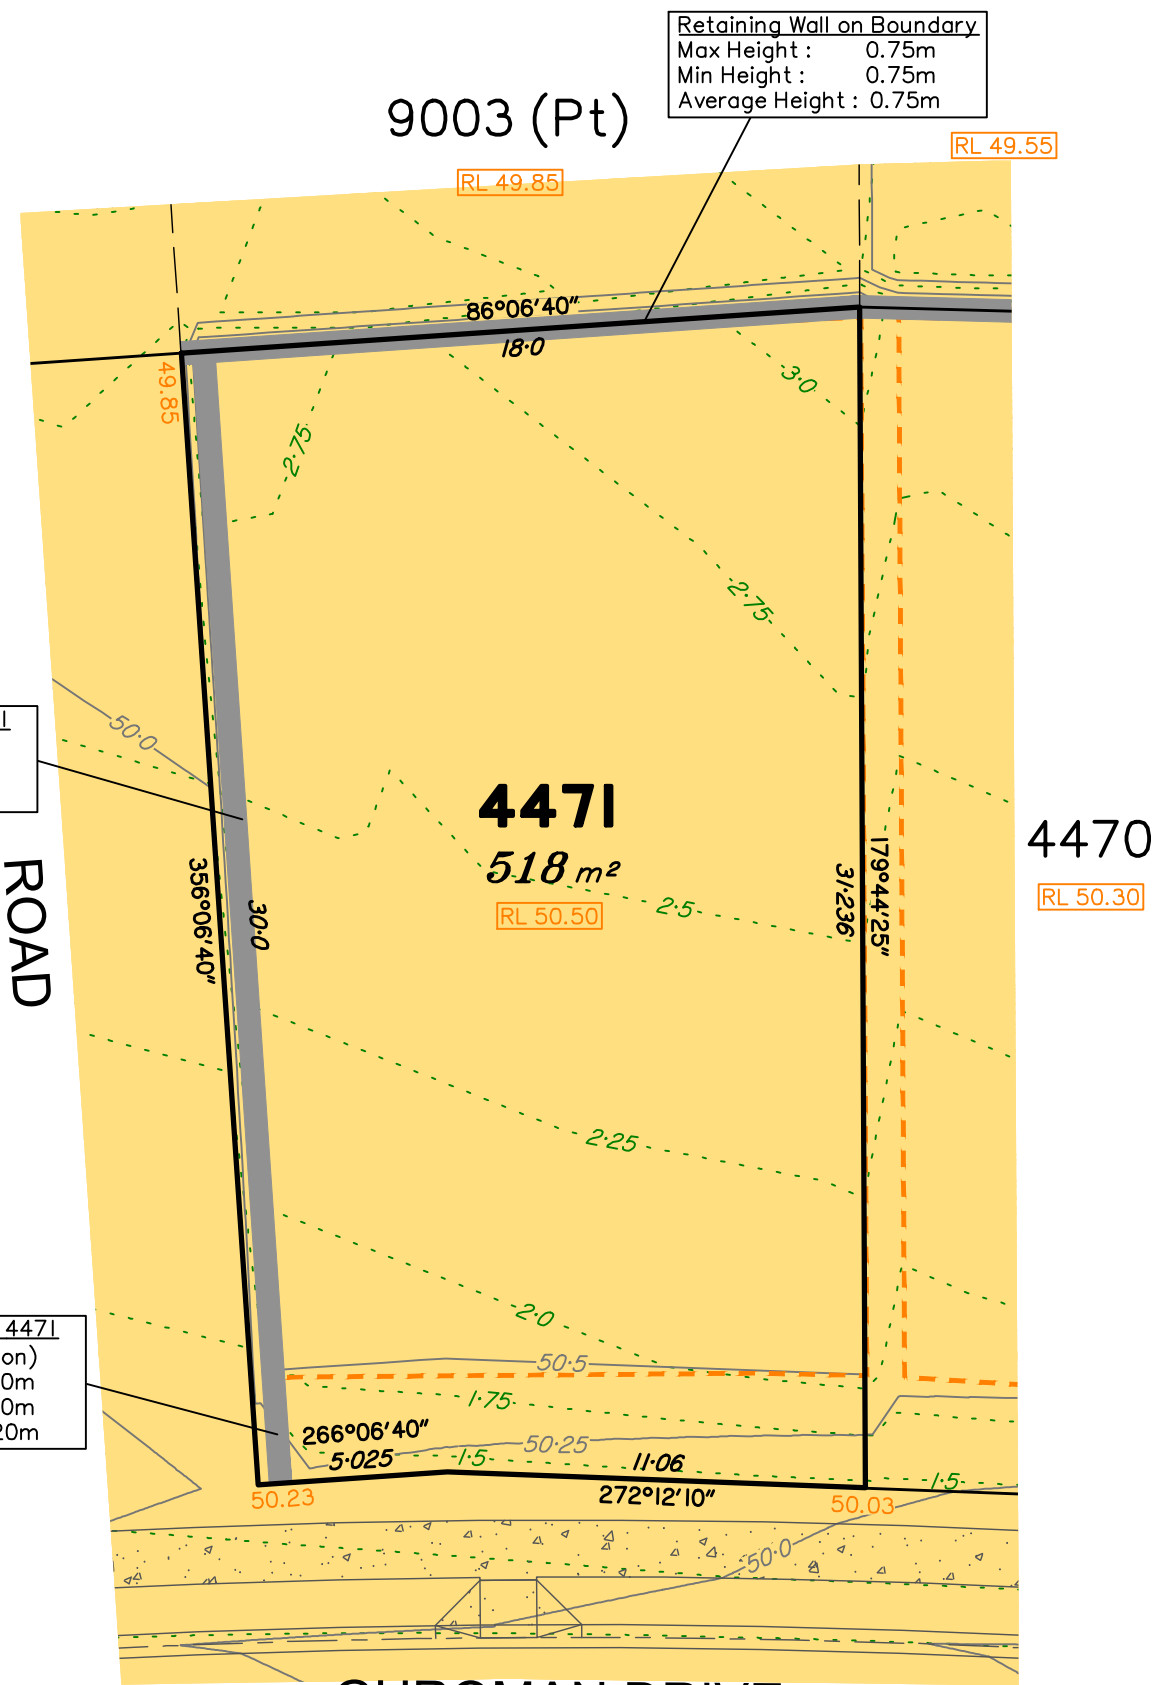 Retaining Wall on Boundary
Max Height : 0.75m
Min Height : 0.75m
Average Height : 0.75m
9003 (Pt)
RL 49.55
RL 49.85
86°06'40"
18·0
49.85
3·0
2·75
2·75
50·0
4471
518 m²
RL 50.50
2·5
4470
RL 50.30
ROAD
356°06'40"
30·0
31·236
179°44'25"
2·25
2·0
4471
on)
0m
0m
20m
50·5
1·75
266°06'40"
5·025
50·25
1·5
11·06
272°12'10"
1·5
50.23
50.03
50·0